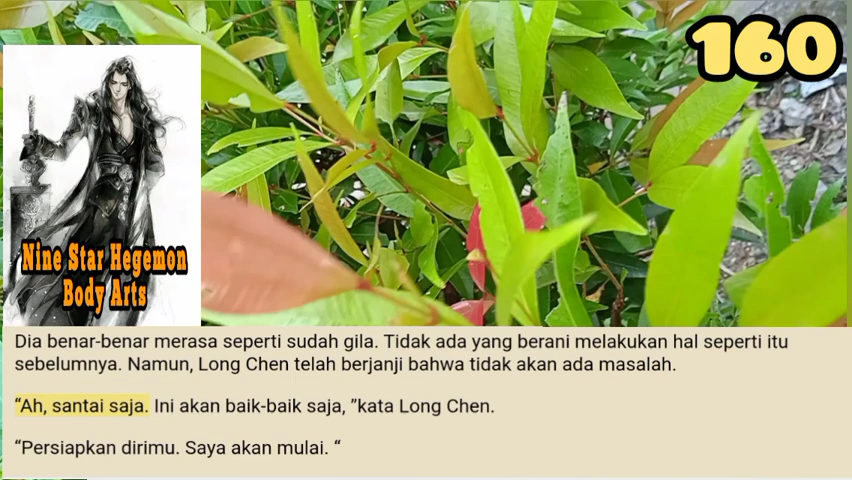 160
Nine Star Hegemon
Body Arts
Dia benar-benar merasa seperti sudah gila. Tidak ada yang berani melakukan hal seperti itu
sebelumnya. Namun, Long Chen telah berjanji bahwa tidak akan ada masalah.
“Ah, santai saja. Ini akan baik-baik saja, ”kata Long Chen.
“Persiapkan dirimu. Saya akan mulai. “